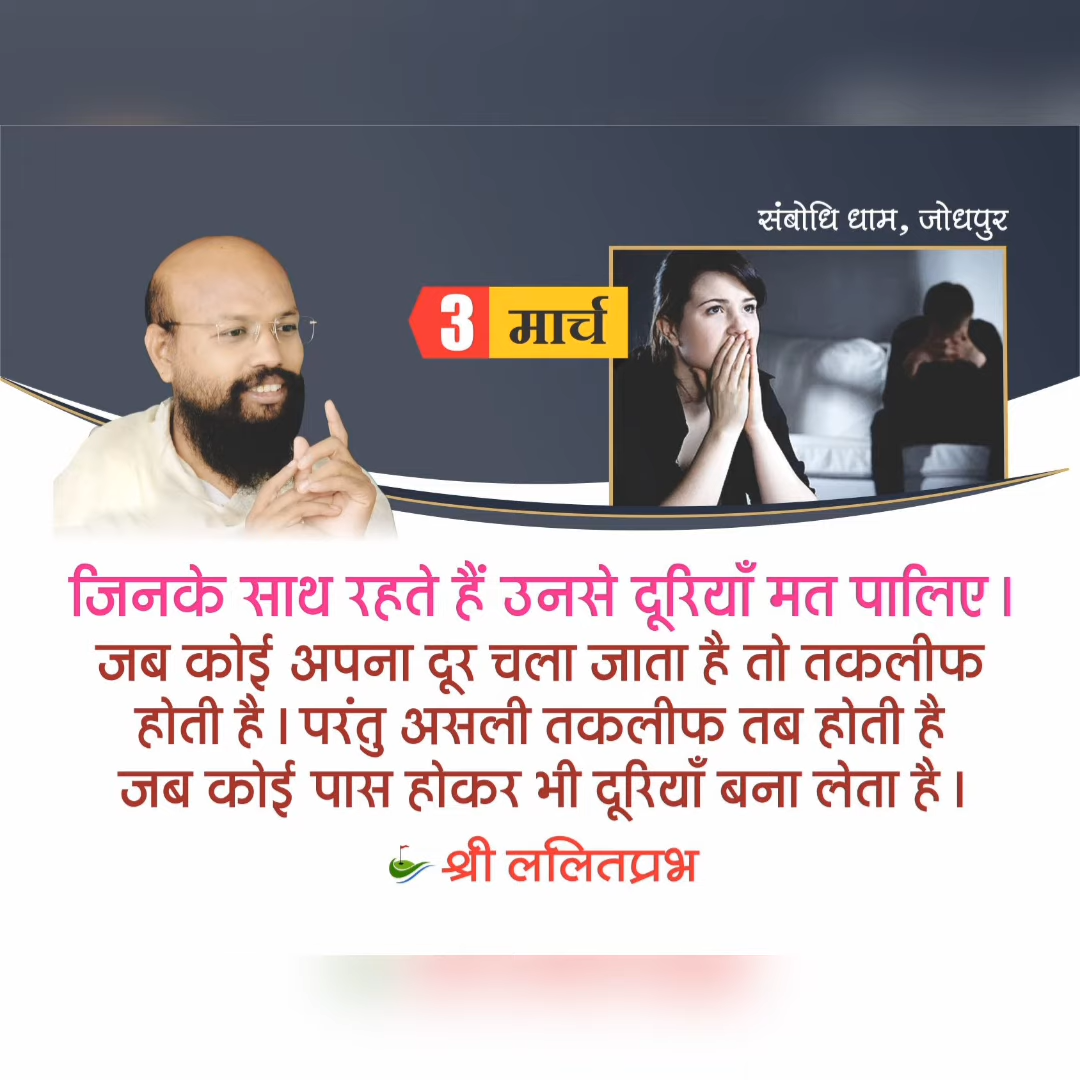 संबोधि धाम, जोधपुर
3 मार्च
जिनके साथ रहते हैं उनसे दूरियाँ मत पालिए।
जब कोई अपना दूर चला जाता है तो तकलीफ
होती है। परंतु असली तकलीफ तब होती है
जब कोई पास होकर भी दूरियाँ बना लेता है।
श्री ललितप्रभ